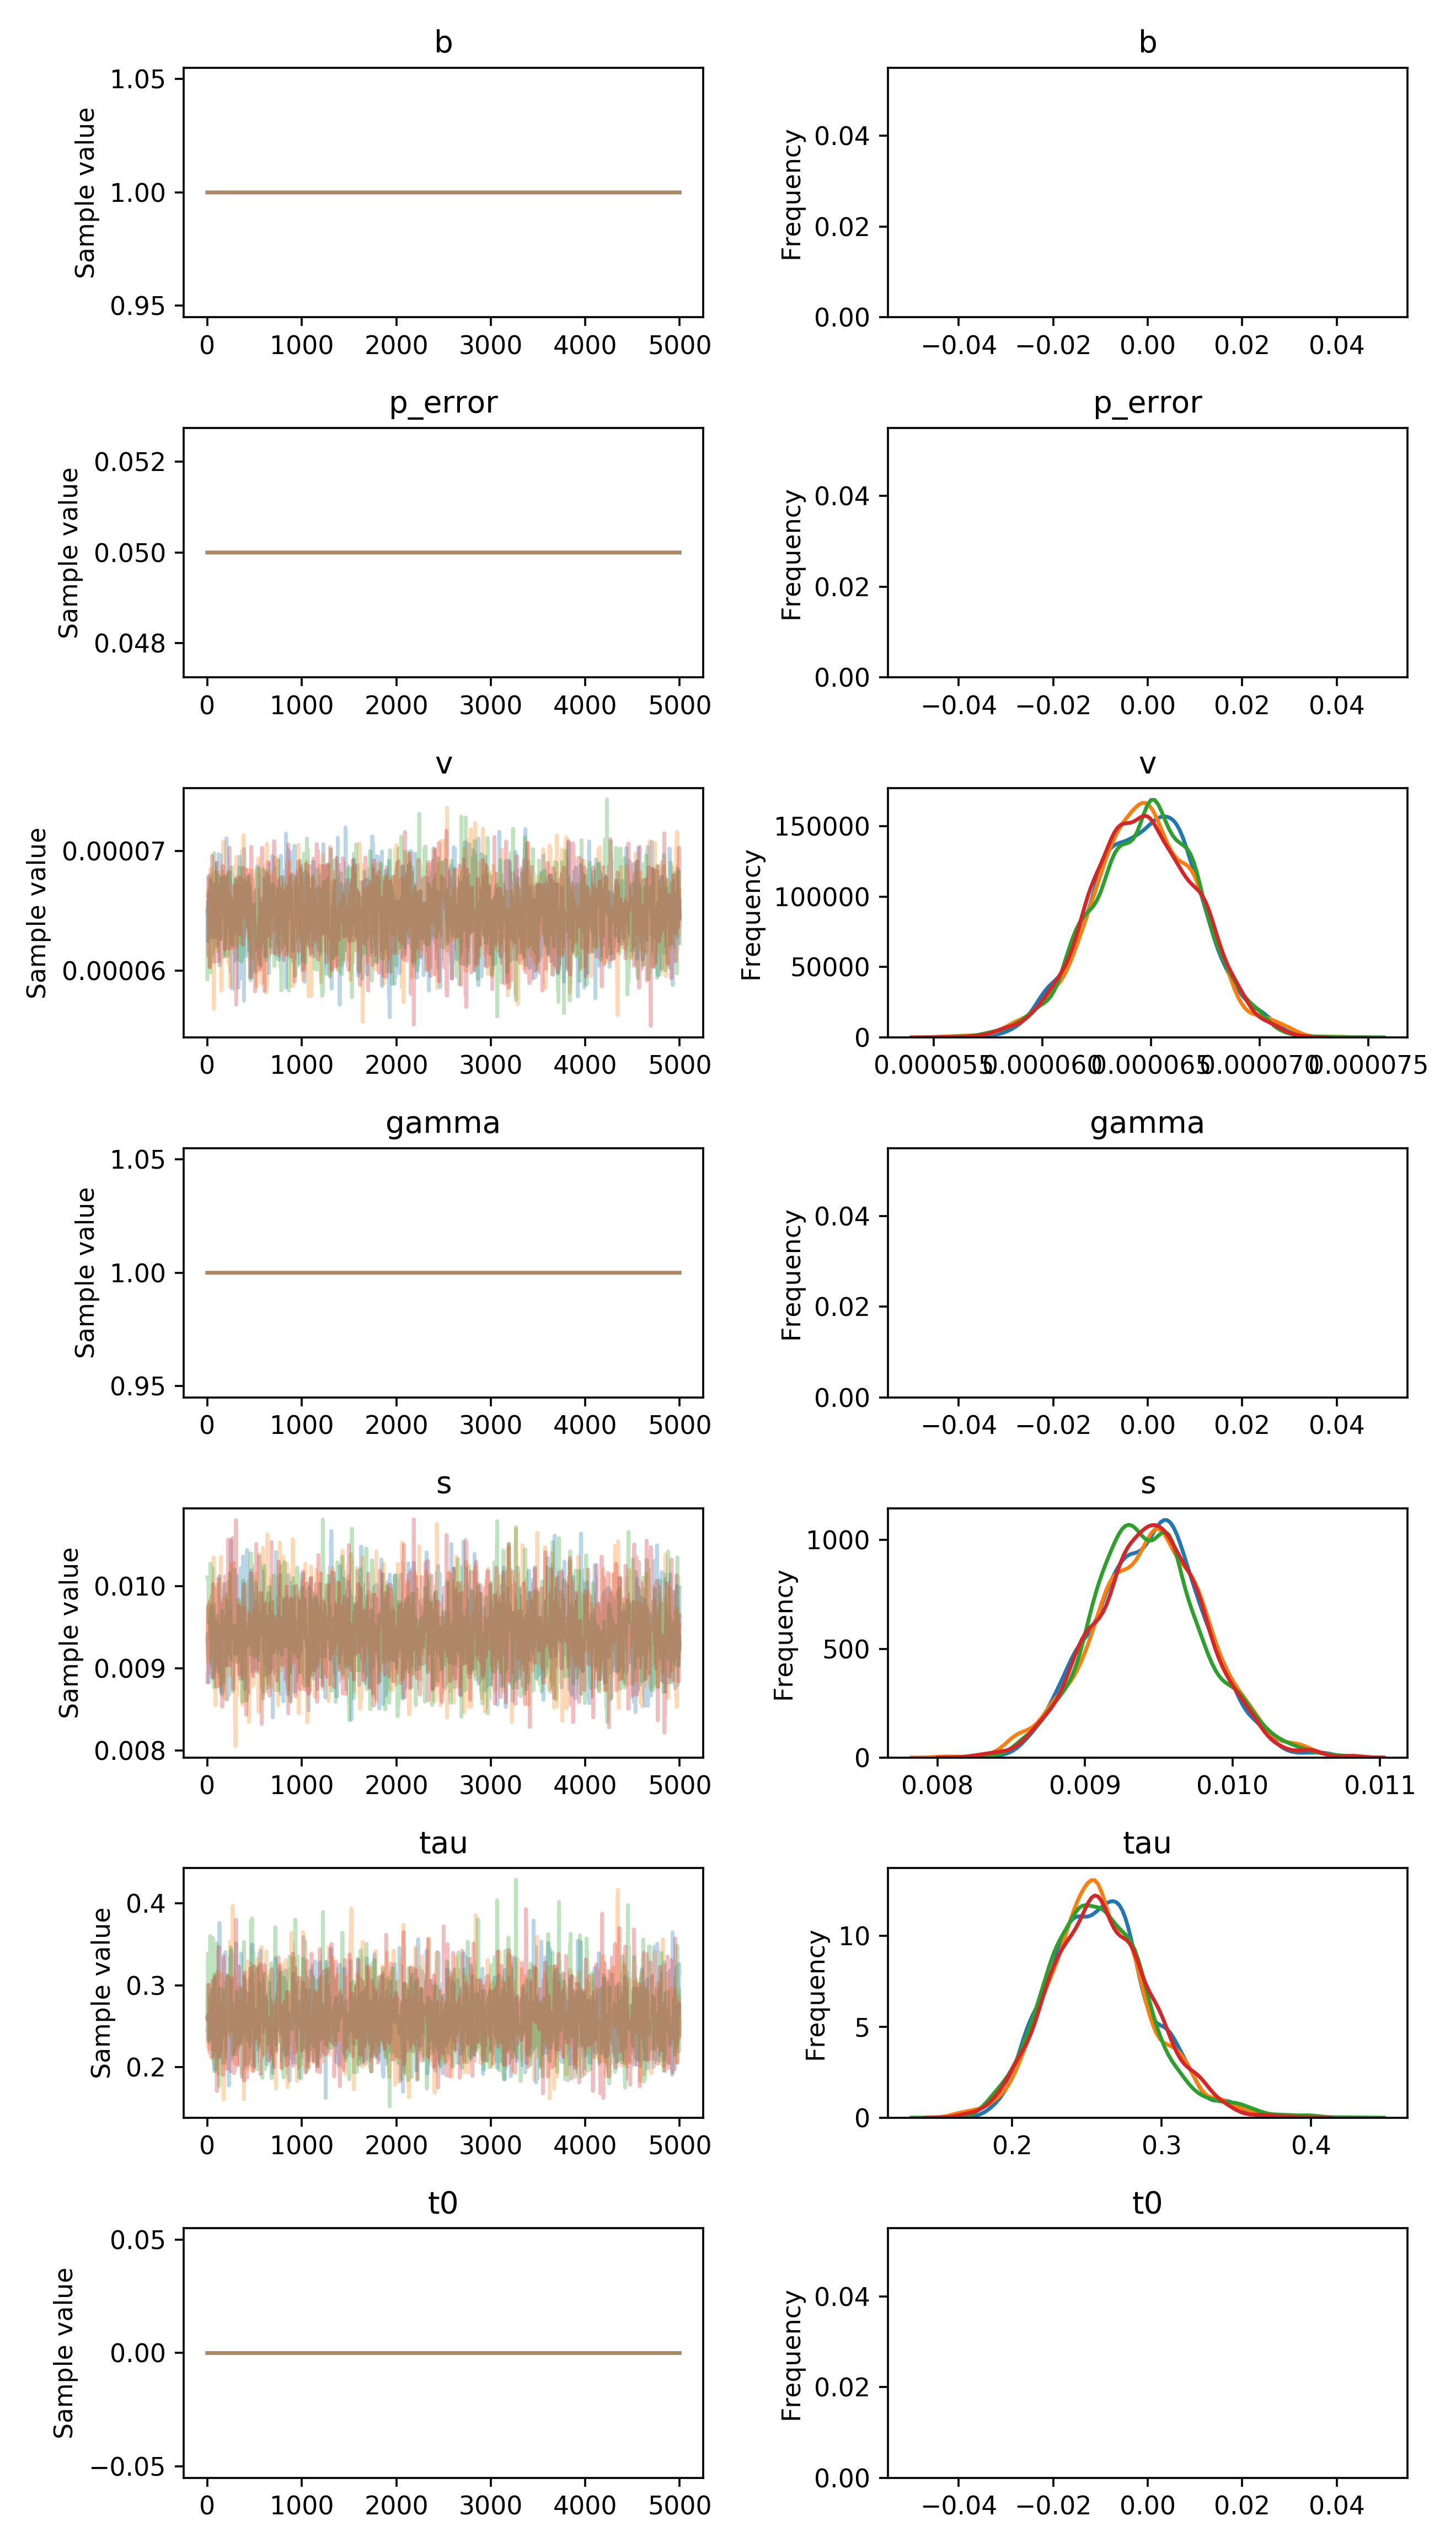 b
b
Sample value
1.05
1.00
0.95
0 1000 2000 3000 4000 5000
Frequency
0.04
0.02
0.00
−0.04 −0.02 0.00 0.02 0.04
p_error
p_error
Sample value
0.052
0.050
0.048
0 1000 2000 3000 4000 5000
Frequency
0.04
0.02
0.00
−0.04 −0.02 0.00 0.02 0.04
v
v
Sample value
0.00007
0.00006
0 1000 2000 3000 4000 5000
Frequency
150000
100000
50000
0
0.000055 0.000060 0.000065 0.000070 0.000075
gamma
gamma
Sample value
1.05
1.00
0.95
0 1000 2000 3000 4000 5000
Frequency
0.04
0.02
0.00
−0.04 −0.02 0.00 0.02 0.04
s
s
Sample value
0.010
0.009
0.008
0 1000 2000 3000 4000 5000
Frequency
1000
500
0
0.008 0.009 0.010 0.011
tau
tau
Sample value
0.4
0.3
0.2
0 1000 2000 3000 4000 5000
Frequency
10
5
0
0.2 0.3 0.4
t0
t0
Sample value
0.05
0.00
−0.05
0 1000 2000 3000 4000 5000
Frequency
0.04
0.02
0.00
−0.04 −0.02 0.00 0.02 0.04